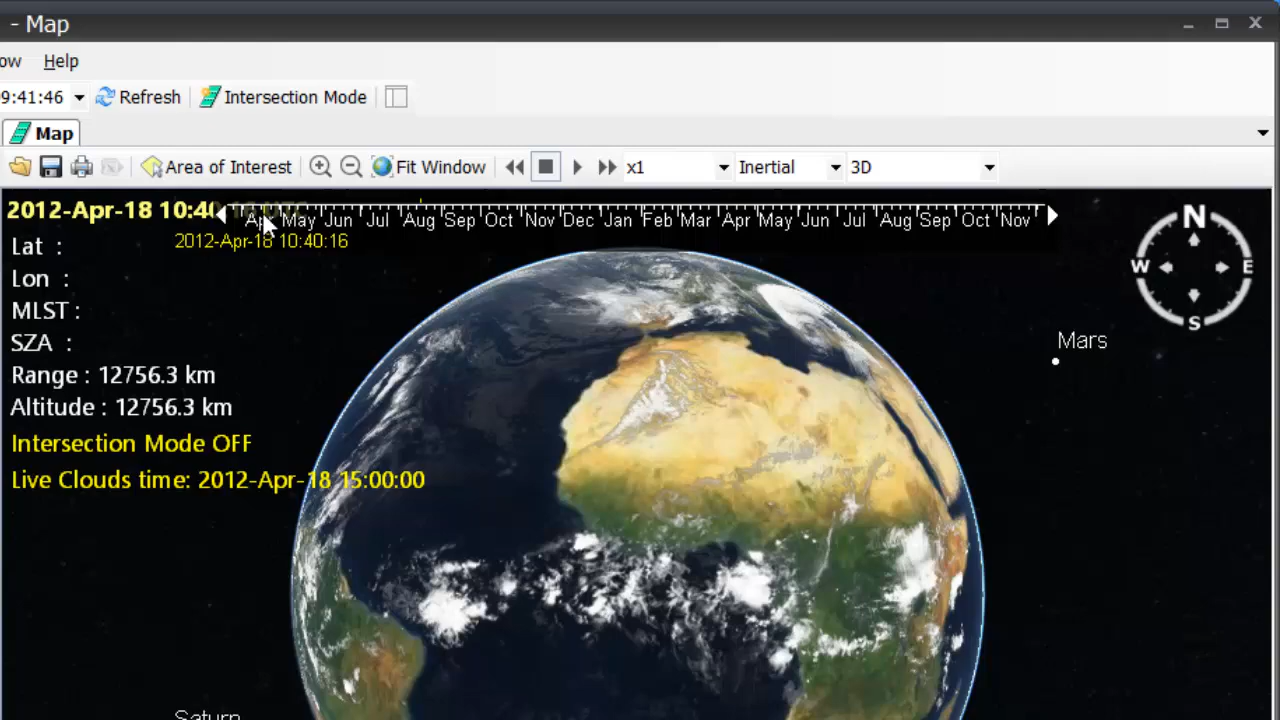 - Map
ow Help
9:41:46 Refresh Intersection Mode
Map
Area of Interest Fit Window x1 Inertial 3D
2012-Apr-18 10:40
Apr May Jun Jul Aug Sep Oct Nov Dec Jan Feb Mar Apr May Jun Jul Aug Sep Oct Nov
2012-Apr-18 10:40:16
N
W E
S
Lat :
Lon :
MLST :
SZA :
Range : 12756.3 km
Altitude : 12756.3 km
Intersection Mode OFF
Live Clouds time: 2012-Apr-18 15:00:00
Mars
Saturn